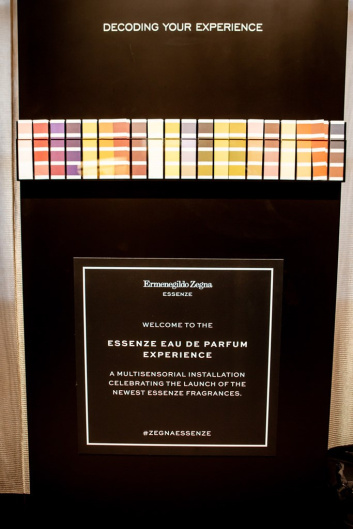 DECODING YOUR EXPERIENCE
Ermenegildo Zegna
ESSENZE
WELCOME TO THE
ESSENZE EAU DE PARFUM
EXPERIENCE
A MULTISENSORIAL INSTALLATION
CELEBRATING THE LAUNCH OF THE
NEWEST ESSENZE FRAGRANCES.
#ZEGNAESSENZE